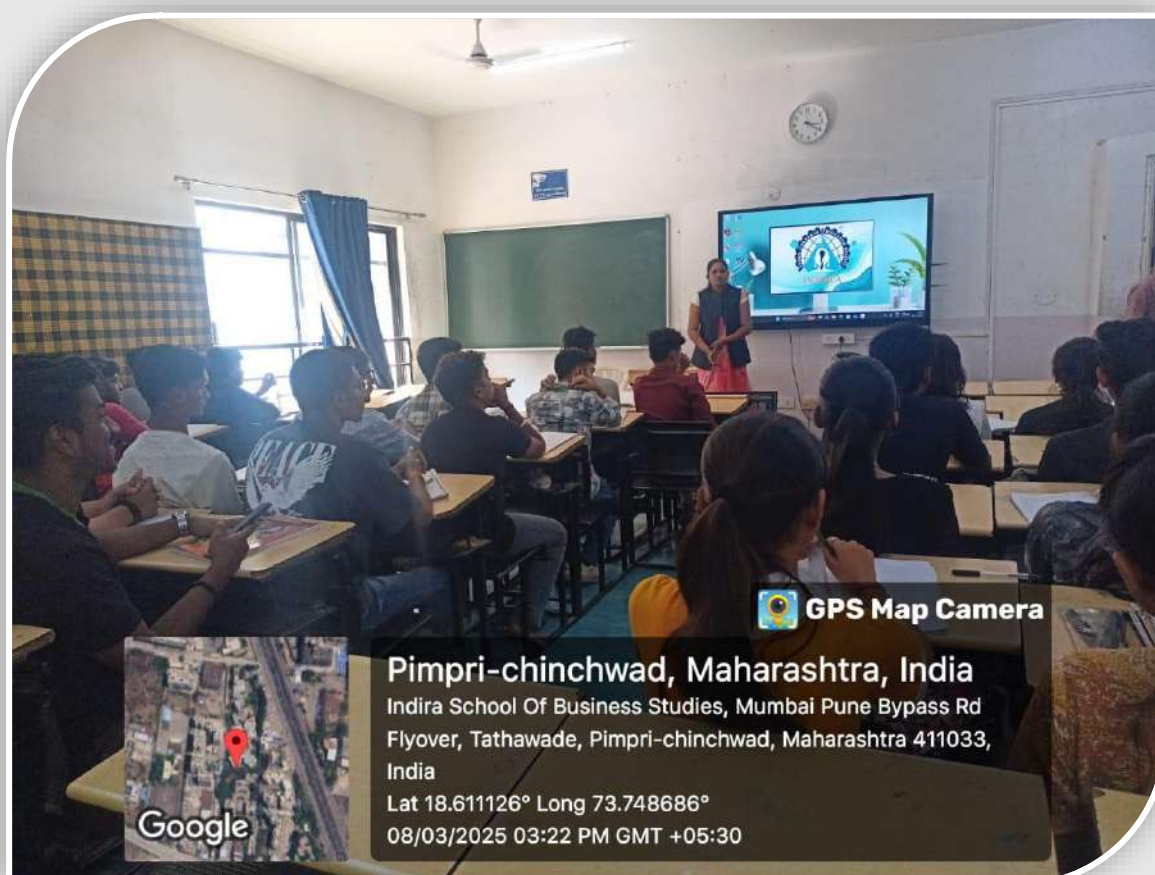 PEACE
GPS Map Camera
Pimpri-chinchwad, Maharashtra, India
Indira School Of Business Studies, Mumbai Pune Bypass Rd
Flyover, Tathawade, Pimpri-chinchwad, Maharashtra 411033,
India
Lat 18.611126° Long 73.748686°
08/03/2025 03:22 PM GMT +05:30
Google